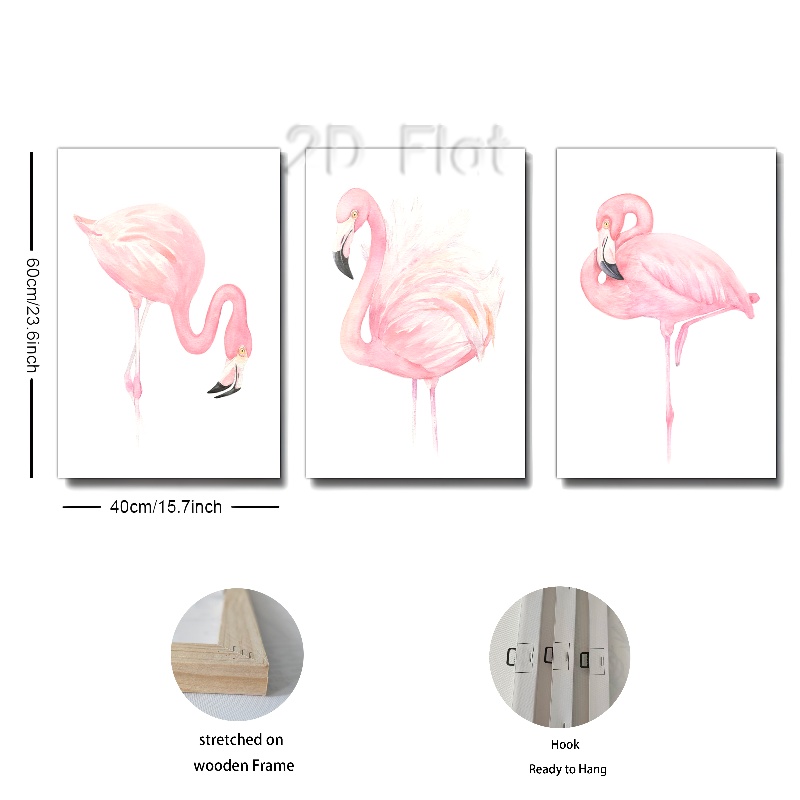 2D Flat
60cm/23.6inch
40cm/15.7inch
stretched on
wooden Frame
Hook
Ready to Hang